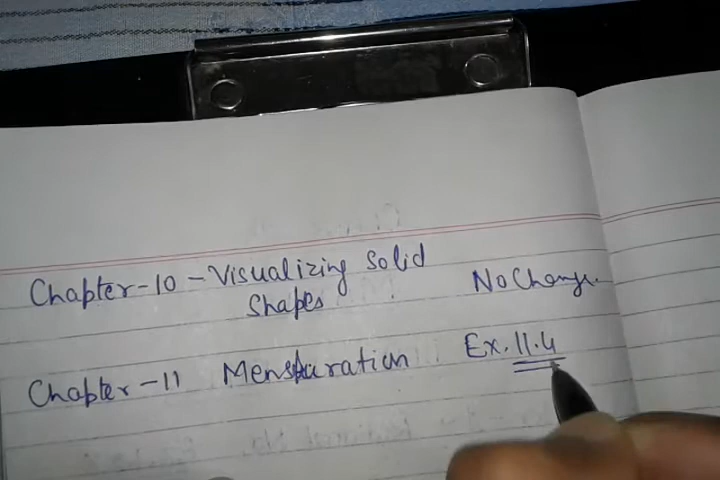 Chapter-10 - Visualizing Solid
Shapes
No Change.
Chapter-11 Mensuration Ex. 11.4